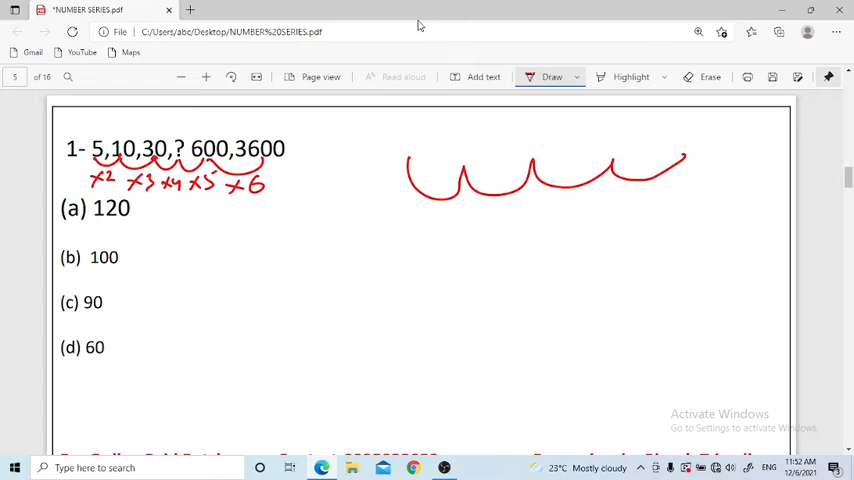 *NUMBER SERIES.pdf
File C:/Users/abc/Desktop/NUMBER%20SERIES.pdf
Gmail YouTube Maps
5 of 16 Page view Read aloud Add text Draw Highlight Erase
1- 5,10,30,? 600,3600
×2 ×3 ×4 ×5 ×6
(a) 120
(b) 100
(c) 90
(d) 60
Activate Windows
Go to Settings to activate Windows.
Type here to search
23°C Mostly cloudy
ENG
11:52 AM
12/6/2021